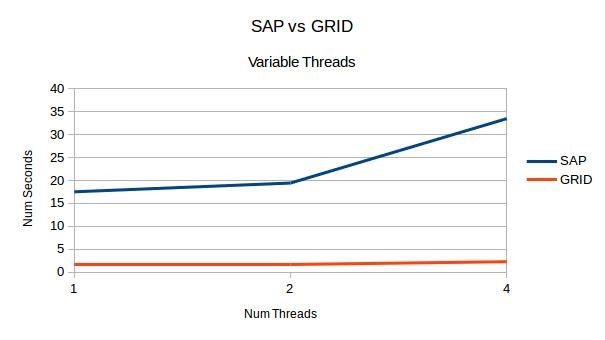 SAP vs GRID
Variable Threads
40
35
30
25
20
15
10
5
0
Num Seconds
SAP
GRID
1 2 4
Num Threads